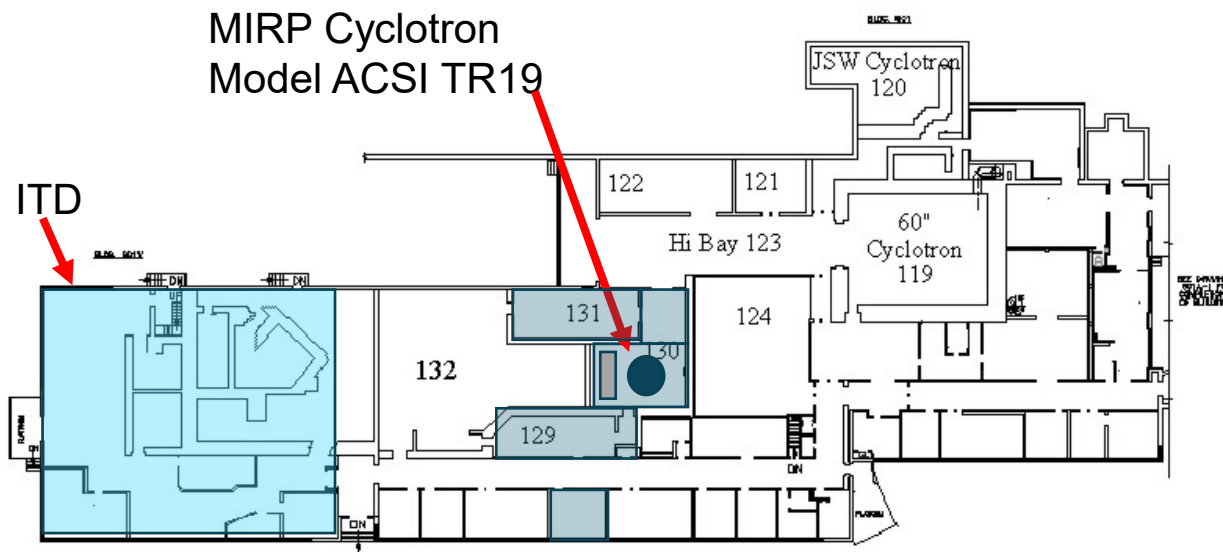 MIRP Cyclotron
Model ACSI TR19
JSW Cyclotron
120
ITD
122
121
Hi Bay 123
60"
Cyclotron
119
DN
DN
131
124
130
132
129
DN
DN
DN